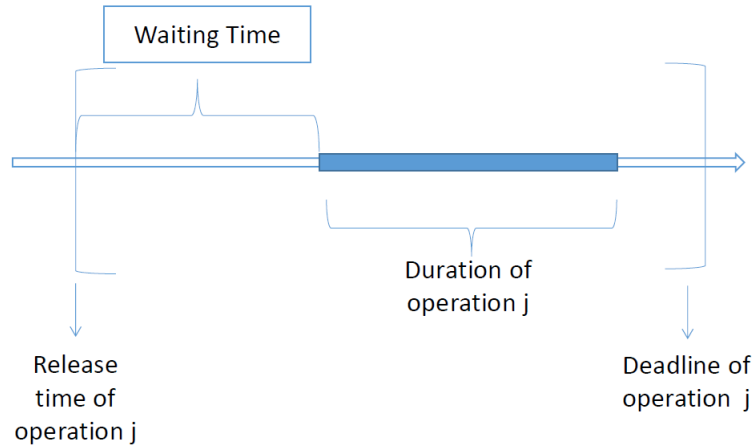 Waiting Time
Duration of
operation j
Release
time of
operation j
Deadline of
operation j